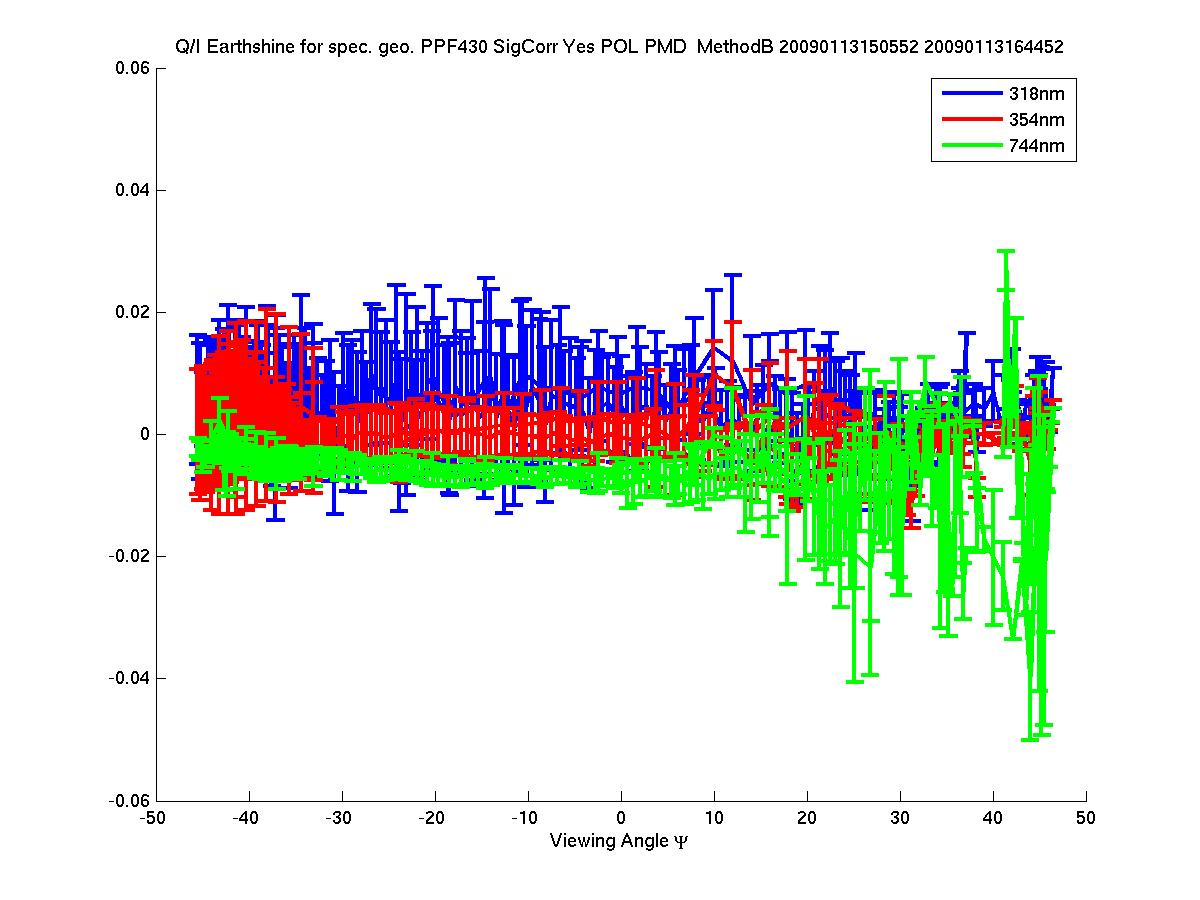 Q/I Earthshine for spec. geo. PPF430 SigCorr Yes POL PMD  MethodB 20090113150552 20090113164452
0.06
318nm
354nm
744nm
0.04
0.02
0
-0.02
-0.04
-0.06
-50 -40 -30 -20 -10 0 10 20 30 40 50
Viewing Angle Ψ